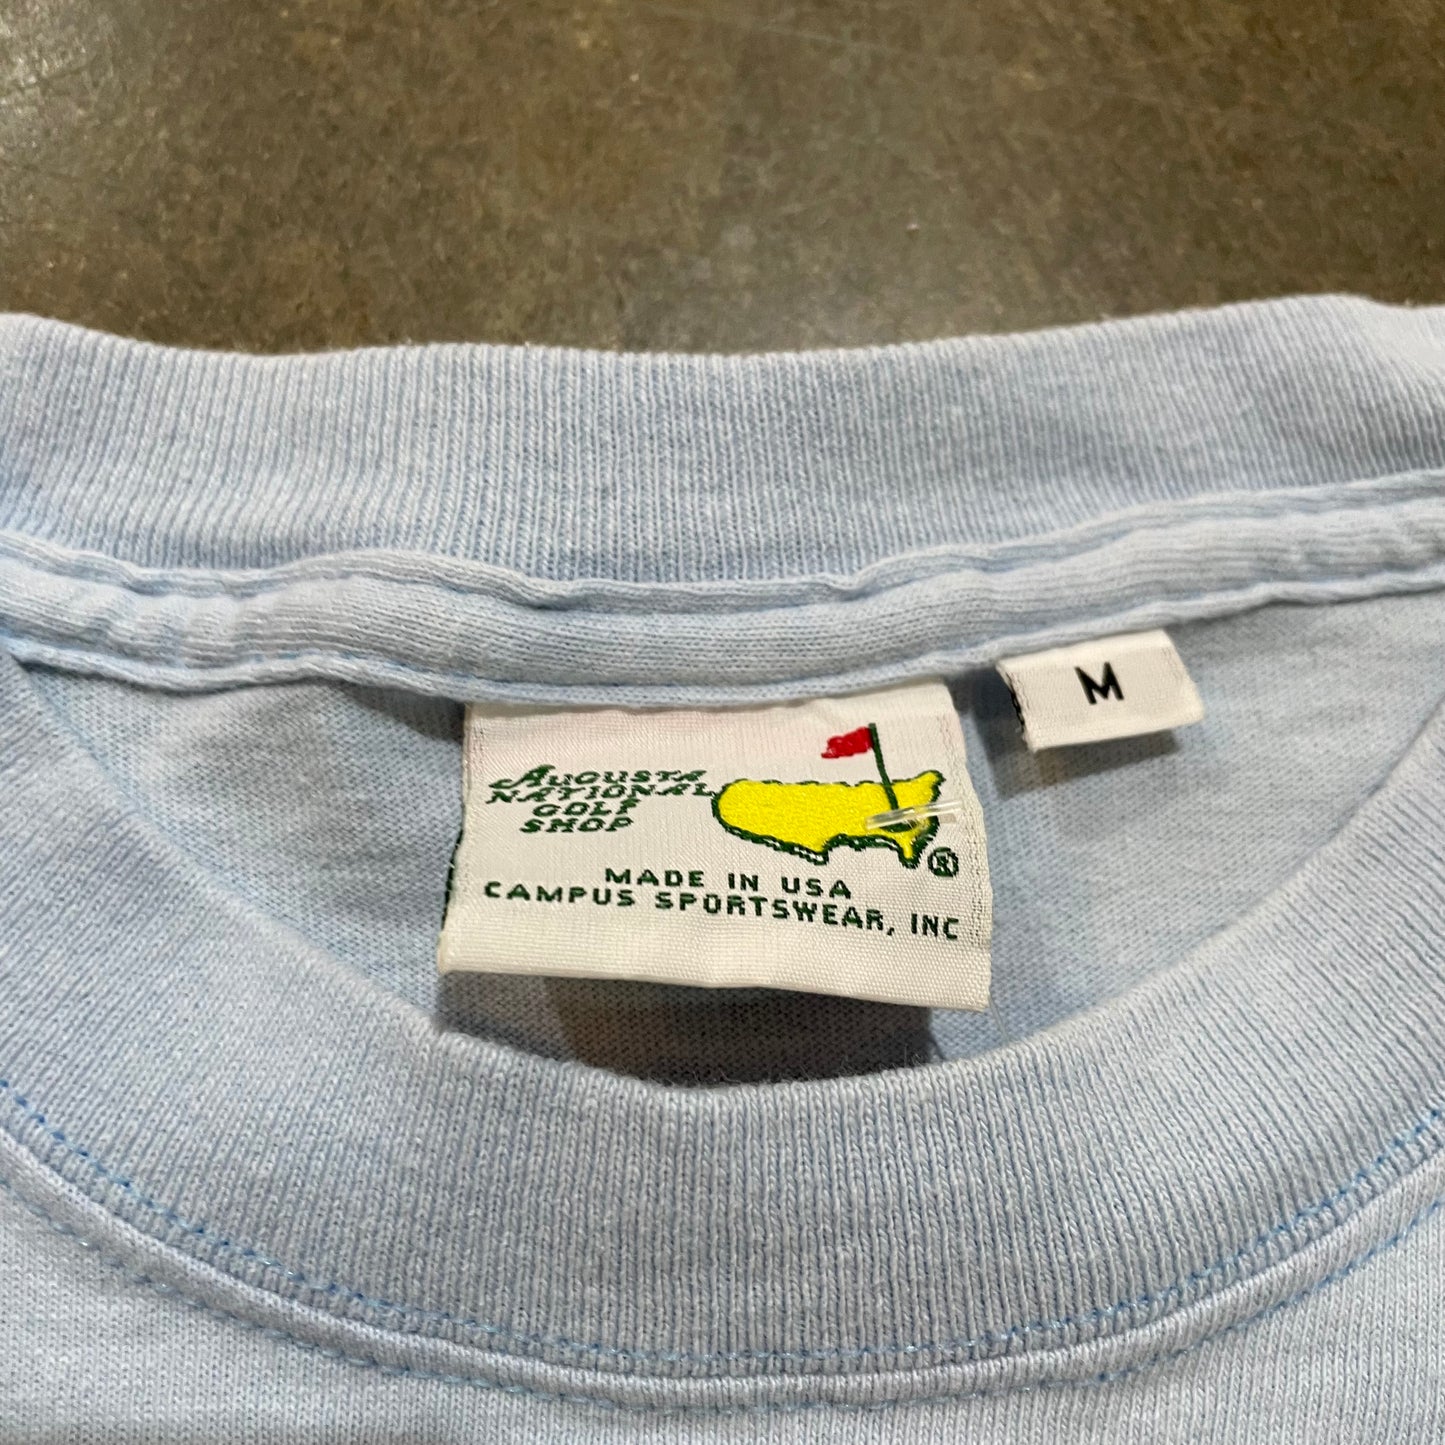 AUGUSTA
NATIONAL
GOLF
SHOP
®
MADE IN USA
CAMPUS SPORTSWEAR, INC
M